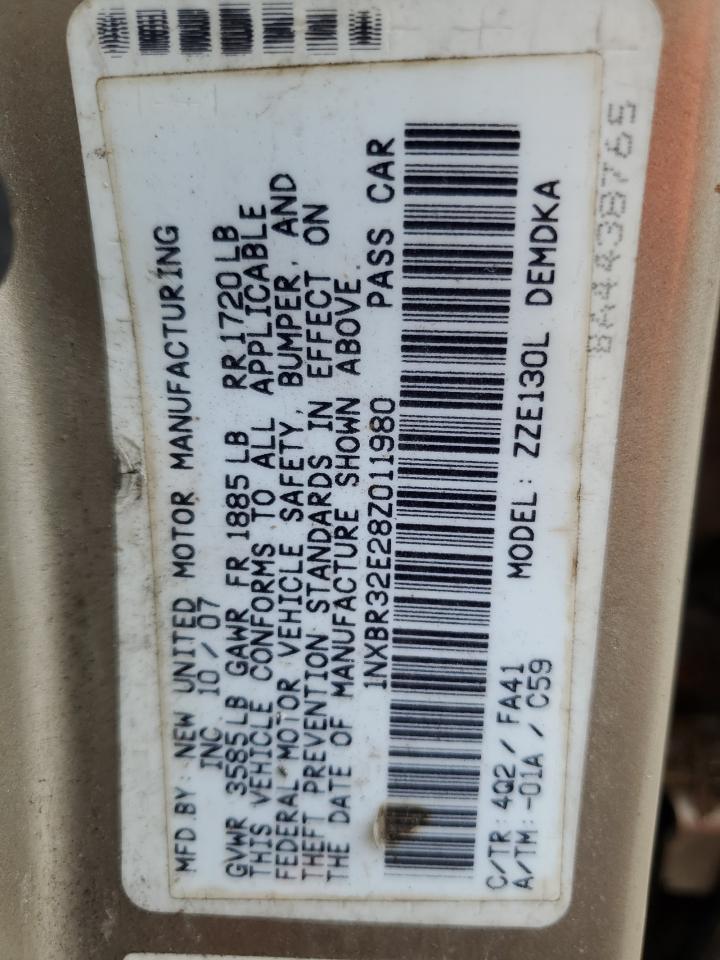 MFD.BY: NEW UNITED MOTOR MANUFACTURING
INC. 10/07
GVWR 3585LB GAWR FR 1885LB RR 1720LB
THIS VEHICLE CONFORMS TO ALL APPLICABLE
FEDERAL MOTOR VEHICLE SAFETY, BUMPER, AND
THEFT PREVENTION STANDARDS IN EFFECT ON
THE DATE OF MANUFACTURE SHOWN ABOVE.
1NXBR32E28Z011980 PASS CAR
C/TR: 4Q2/FA41 MODEL: ZZE130L DEMDKA
A/TM: -01A/C59
8A4438765